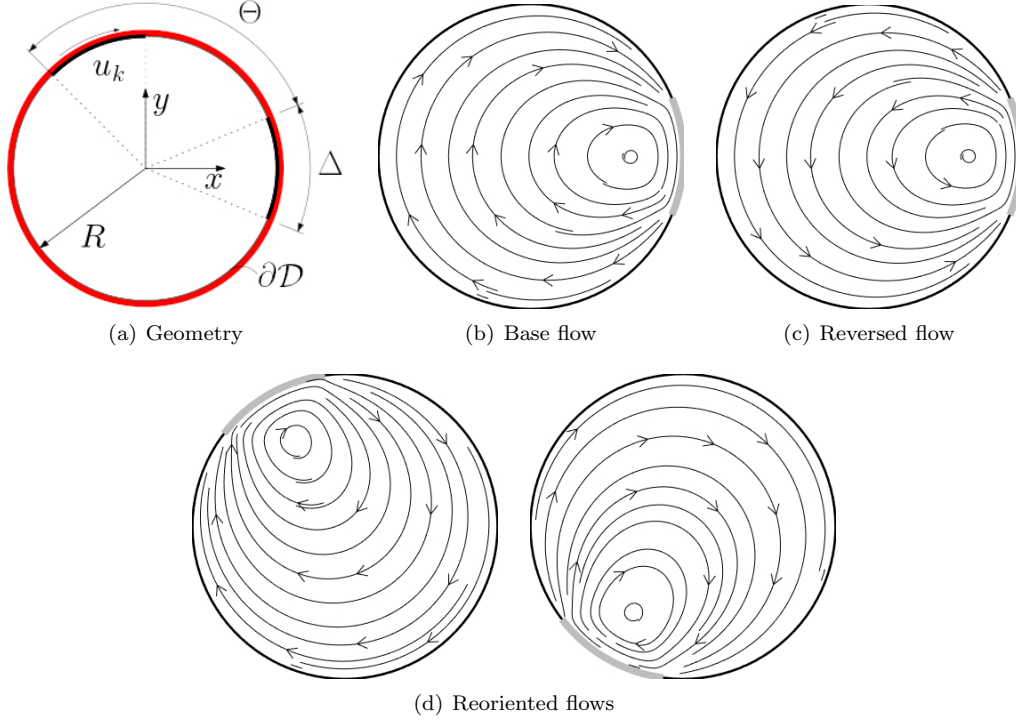 Θ
u_k
y
x
Δ
R
∂𝒟
(a) Geometry
(b) Base flow
(c) Reversed flow
(d) Reoriented flows